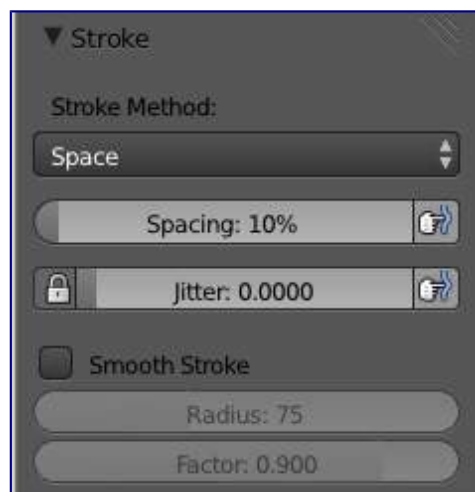 Stroke
Stroke Method:
Space
Spacing: 10%
Jitter: 0.0000
Smooth Stroke
Radius: 75
Factor: 0.900